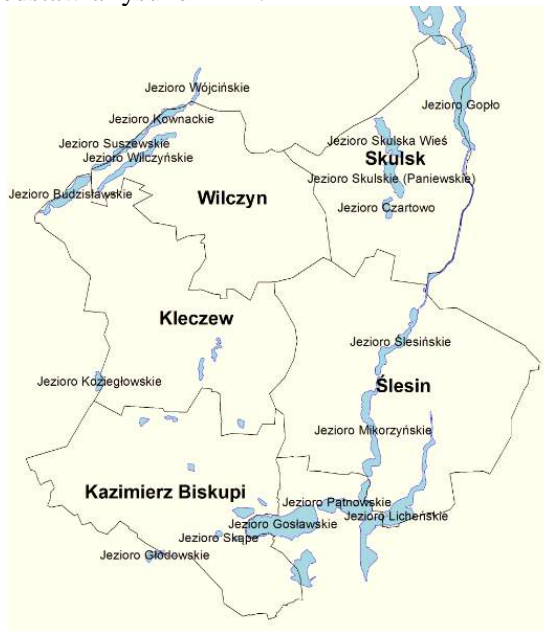 Jezioro Wójcińskie
Jezioro Kownackie
Jezioro Gopło
Jezioro Suszewskie
Jezioro Wilczyńskie
Jezioro Skulska Wieś
Skulsk
Jezioro Skulskie (Paniewskie)
Jezioro Budzisławskie
Wilczyn
Jezioro Czartowo
Kleczew
Jezioro Ślesińskie
Jezioro Koziegłowskie
Ślesin
Jezioro Mikorzyńskie
Kazimierz Biskupi
Jezioro Patnowskie
Jezioro Gosławskie
Jezioro Licheńskie
Jezioro Skąpe
Jezioro Głodowskie